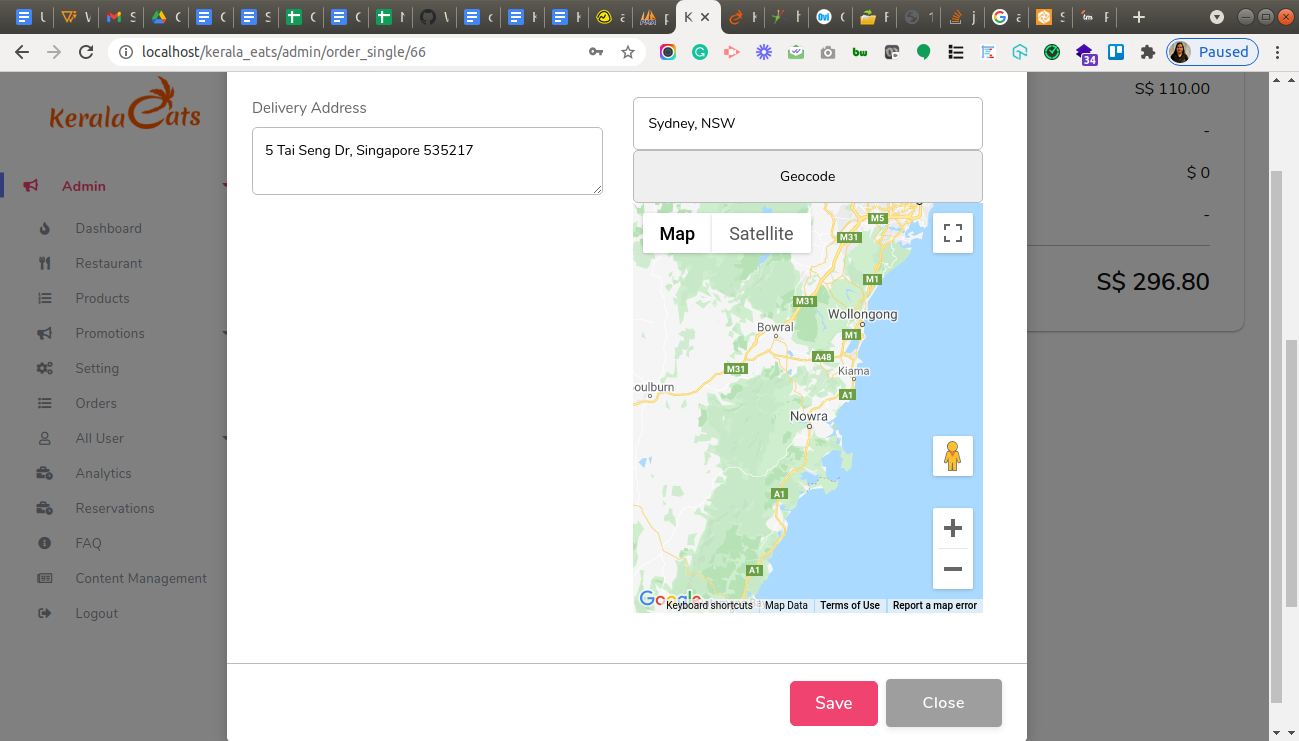 localhost/kerala_eats/admin/order_single/66
Paused
34
Kerala Eats
Admin
Dashboard
Restaurant
Products
Promotions
Setting
Orders
All User
Analytics
Reservations
FAQ
Content Management
Logout
Delivery Address
5 Tai Seng Dr, Singapore 535217
Sydney, NSW
Geocode
Map
Satellite
M5
M31
M1
M31
Wollongong
Bowral
M1
A48
M31
Kiama
oulburn
A1
Nowra
A1
A1
Google
Keyboard shortcuts
Map Data
Terms of Use
Report a map error
Save
Close
S$ 110.00
-
$ 0
-
S$ 296.80